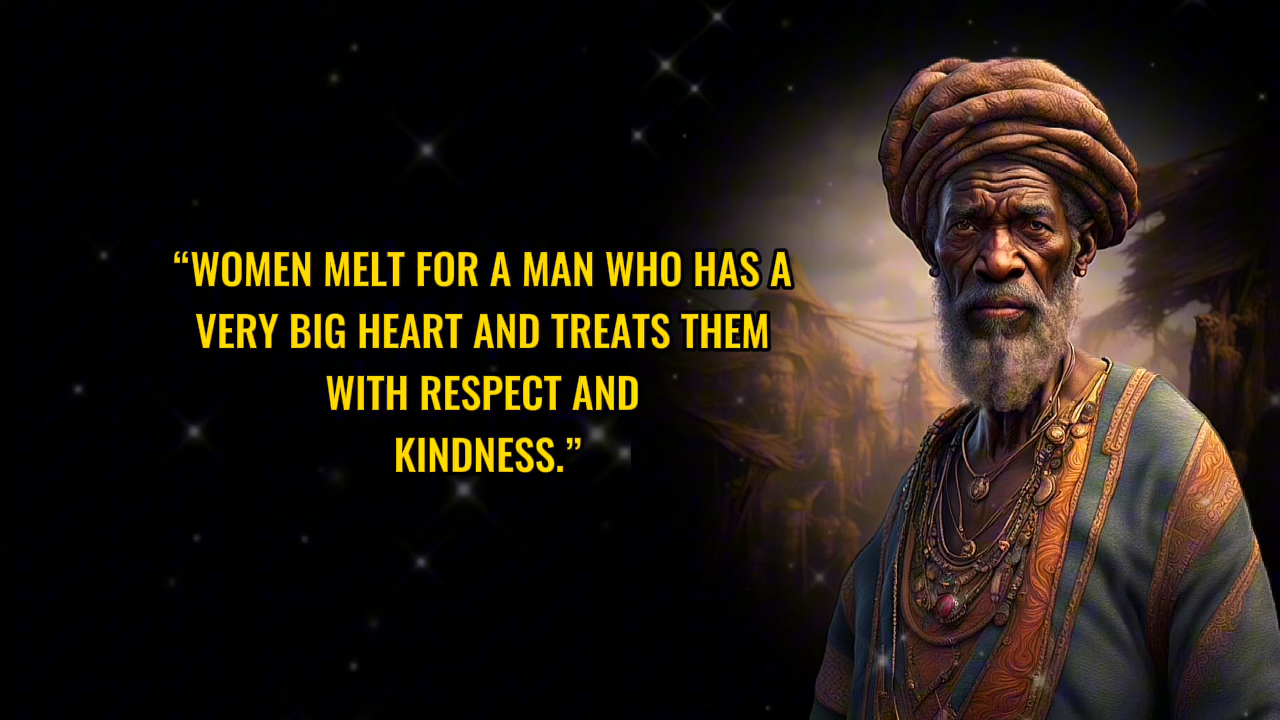 “WOMEN MELT FOR A MAN WHO HAS A
VERY BIG HEART AND TREATS THEM
WITH RESPECT AND
KINDNESS.”